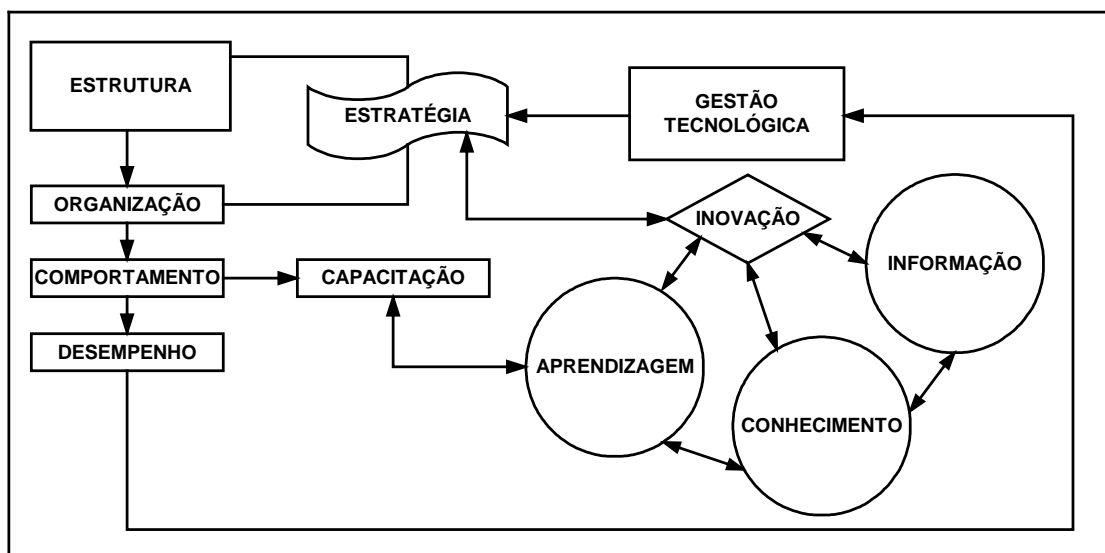 ESTRUTURA
ESTRATÉGIA
GESTÃO
TECNOLÓGICA
ORGANIZAÇÃO
INOVAÇÃO
INFORMAÇÃO
COMPORTAMENTO
CAPACITAÇÃO
DESEMPENHO
APRENDIZAGEM
CONHECIMENTO